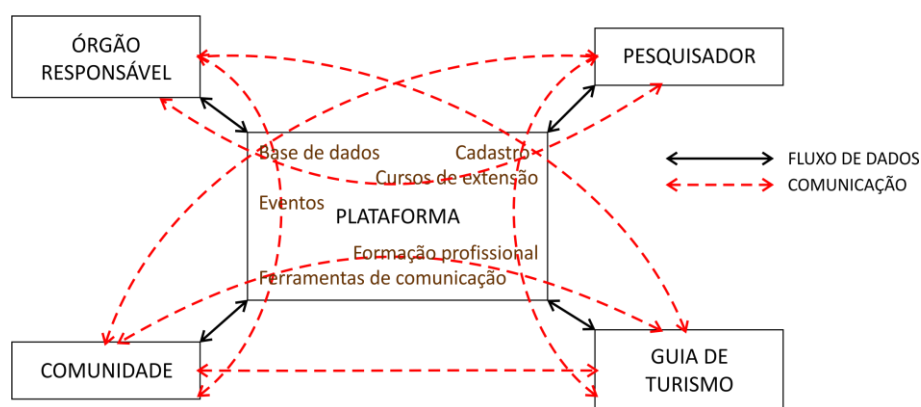 ÓRGÃO
RESPONSÁVEL
PESQUISADOR
Base de dados
Cadastro
Cursos de extensão
Eventos
PLATAFORMA
Formação profissional
Ferramentas de comunicação
FLUXO DE DADOS
COMUNICAÇÃO
COMUNIDADE
GUIA DE
TURISMO